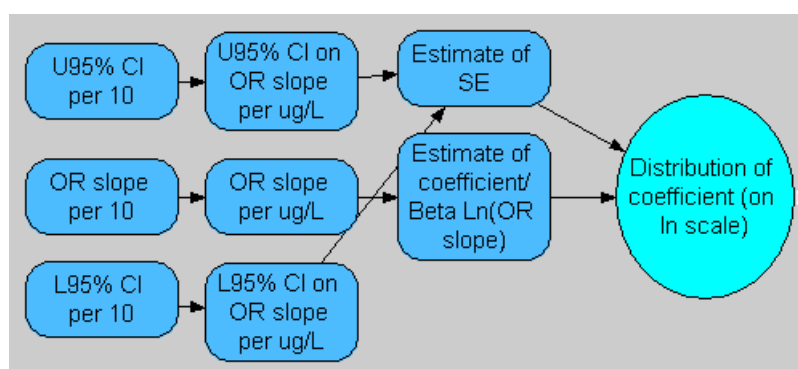 U95% CI
per 10
U95% CI on
OR slope
per ug/L
Estimate of
SE
OR slope
per 10
OR slope
per ug/L
Estimate of
coefficient/
Beta Ln(OR
slope)
Distribution of
coefficient (on
ln scale)
L95% CI
per 10
L95% CI on
OR slope
per ug/L